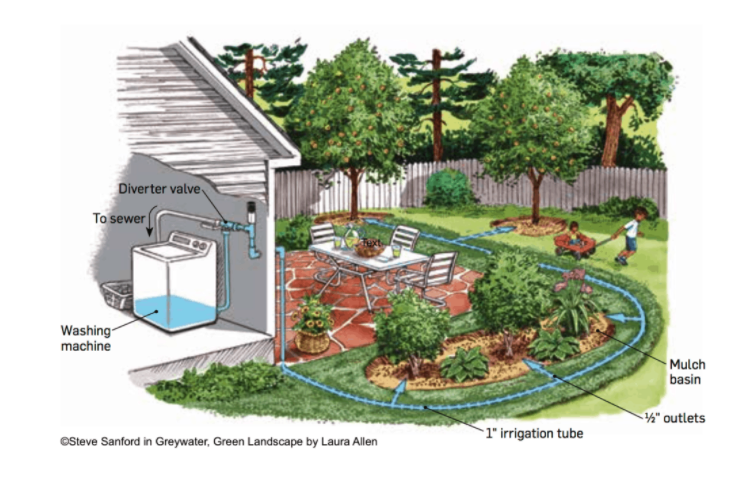 Diverter valve
To sewer
Text
Washing
machine
Mulch
basin
½" outlets
1" irrigation tube
©Steve Sanford in Greywater, Green Landscape by Laura Allen